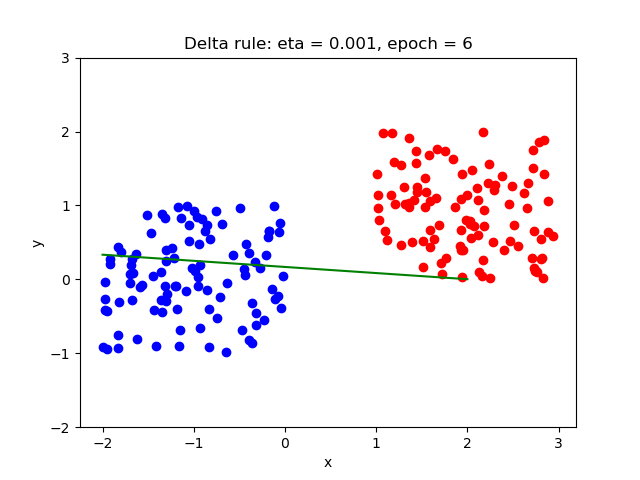 Delta rule: eta = 0.001, epoch = 6
3
2
1
0
−1
−2
y
−2 −1 0 1 2 3
x